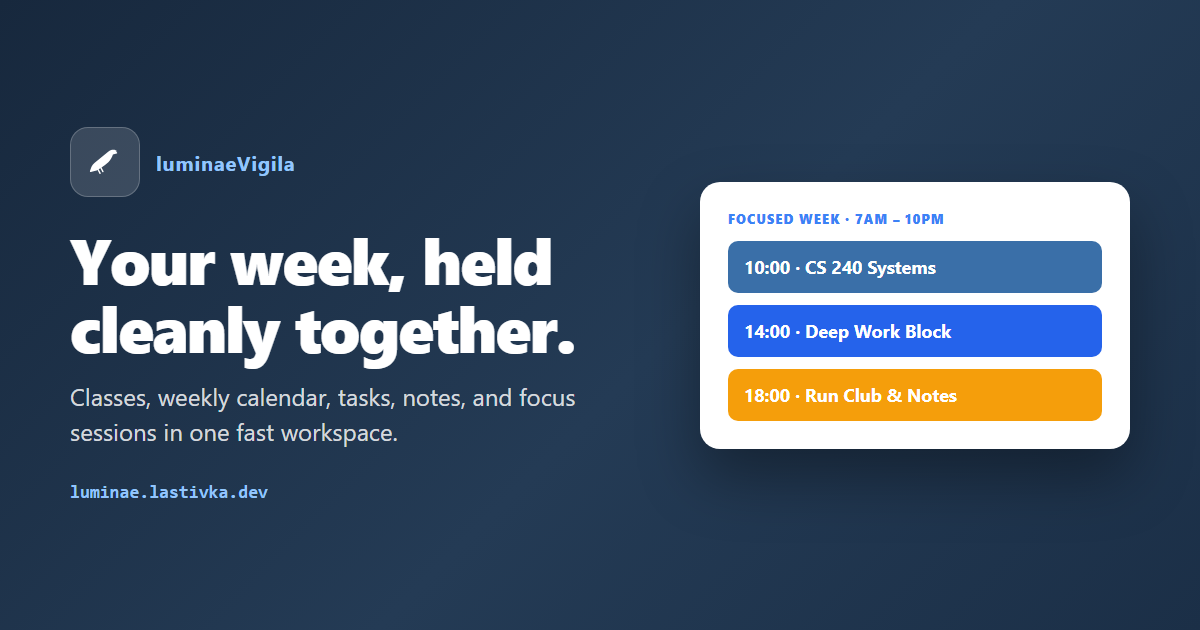 luminaeVigila
Your week, held
cleanly together.
Classes, weekly calendar, tasks, notes, and focus
sessions in one fast workspace.
luminae.lastivka.dev
FOCUSED WEEK · 7AM – 10PM
10:00 · CS 240 Systems
14:00 · Deep Work Block
18:00 · Run Club & Notes